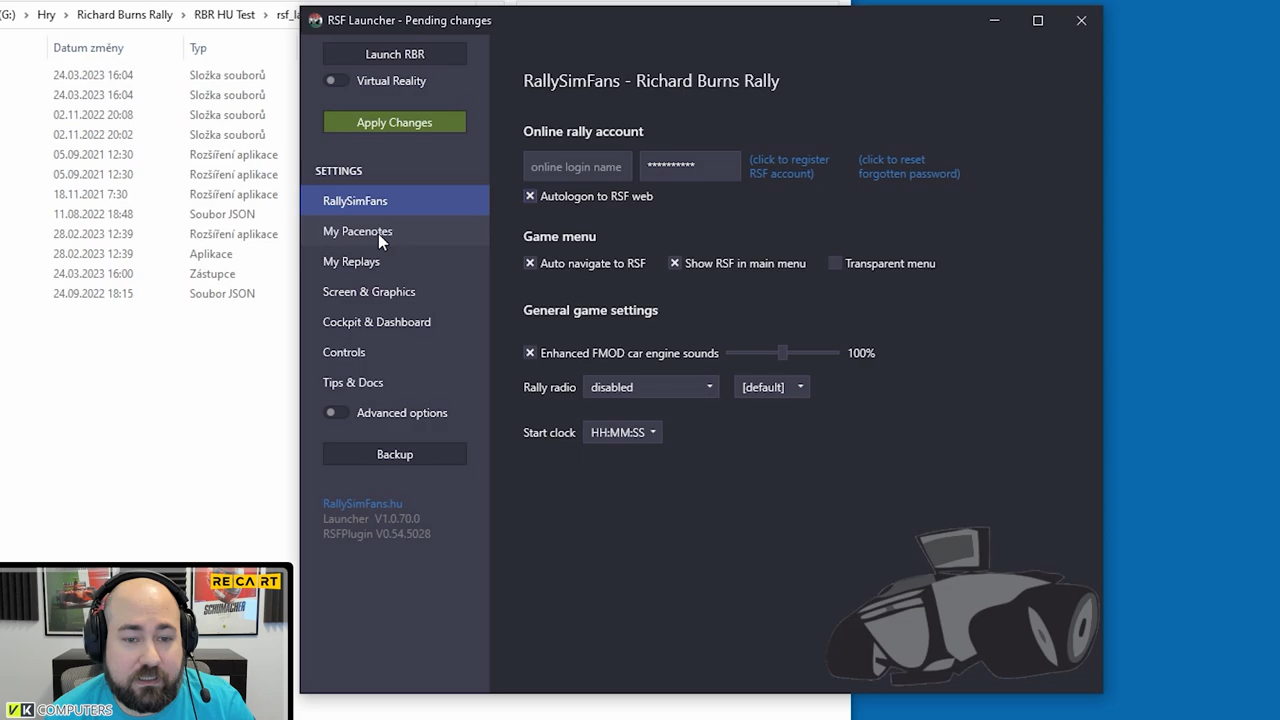 (G:)
Hry
Richard Burns Rally
RBR HU Test
rsf_la
Datum změny
Typ
24.03.2023 16:04
Složka souborů
24.03.2023 16:04
Složka souborů
02.11.2022 20:08
Složka souborů
02.11.2022 20:02
Složka souborů
05.09.2021 12:30
Rozšíření aplikace
05.09.2021 12:30
Rozšíření aplikace
18.11.2021 7:30
Rozšíření aplikace
11.08.2022 18:48
Soubor JSON
28.02.2023 12:39
Rozšíření aplikace
28.02.2023 12:39
Aplikace
24.03.2023 16:00
Zástupce
24.09.2022 18:15
Soubor JSON
RSF Launcher - Pending changes
Launch RBR
Virtual Reality
Apply Changes
SETTINGS
RallySimFans
My Pacenotes
My Replays
Screen & Graphics
Cockpit & Dashboard
Controls
Tips & Docs
Advanced options
Backup
RallySimFans.hu
Launcher V1.0.70.0
RSFPlugin V0.54.5028
RallySimFans - Richard Burns Rally
Online rally account
online login name
**********
(click to register
RSF account)
(click to reset
forgotten password)
Autologon to RSF web
Game menu
Auto navigate to RSF
Show RSF in main menu
Transparent menu
General game settings
Enhanced FMOD car engine sounds
100%
Rally radio
disabled
[default]
Start clock
HH:MM:SS
RECART
SCHUMACHER
VK COMPUTERS